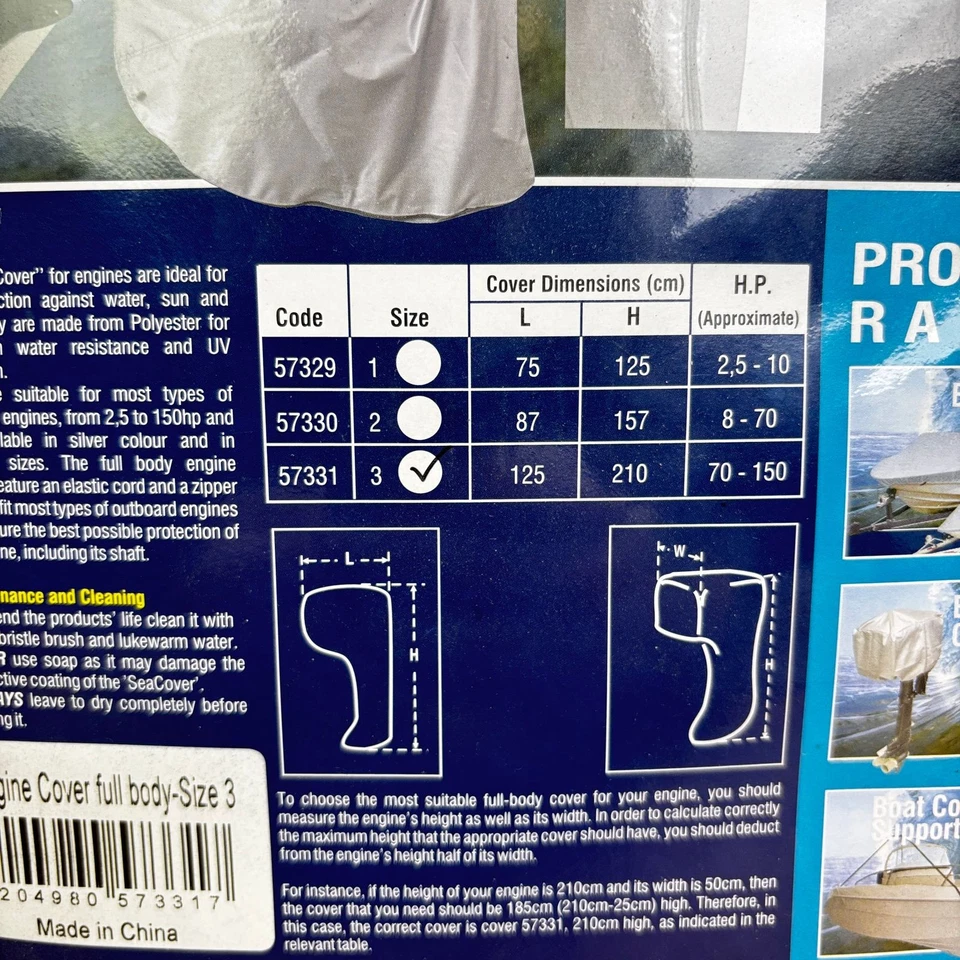 Cover" for engines are ideal for
ction against water, sun and
y are made from Polyester for
water resistance and UV
suitable for most types of
engines, from 2,5 to 150hp and
lable in silver colour and in
sizes. The full body engine
eature an elastic cord and a zipper
fit most types of outboard engines
ure the best possible protection of
ne, including its shaft.
nance and Cleaning
end the products' life clean it with
bristle brush and lukewarm water.
R use soap as it may damage the
ctive coating of the 'SeaCover'.
AYS leave to dry completely before
ng it.
gine Cover full body-Size 3
204980 573317
Made in China
Code Size Cover Dimensions (cm) H.P.
L H (Approximate)
57329 1 75 125 2,5 - 10
57330 2 87 157 8 - 70
57331 3 125 210 70 - 150
L
H
W
Y
H
To choose the most suitable full-body cover for your engine, you should
measure the engine's height as well as its width. In order to calculate correctly
the maximum height that the appropriate cover should have, you should deduct
from the engine's height half of its width.
For instance, if the height of your engine is 210cm and its width is 50cm, then
the cover that you need should be 185cm (210cm-25cm) high. Therefore, in
this case, the correct cover is cover 57331, 210cm high, as indicated in the
relevant table.
PRO
R A
Boat Co
Support